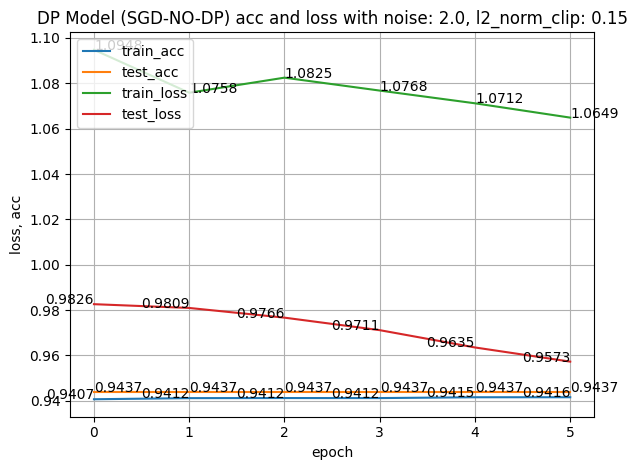 DP Model (SGD-NO-DP) acc and loss with noise: 2.0, l2_norm_clip: 0.15
1.10
1.0948
train_acc
test_acc
train_loss
test_loss
1.08
1.0758
1.0825
1.0768
1.0712
1.0649
1.06
1.04
1.02
1.00
loss, acc
0.98
0.9826
0.9809
0.9766
0.9711
0.9635
0.9573
0.96
0.9437 0.9437 0.9437 0.9437 0.9437 0.9437
0.9407 0.9412 0.9412 0.9412 0.9415 0.9416
0.94
0 1 2 3 4 5
epoch